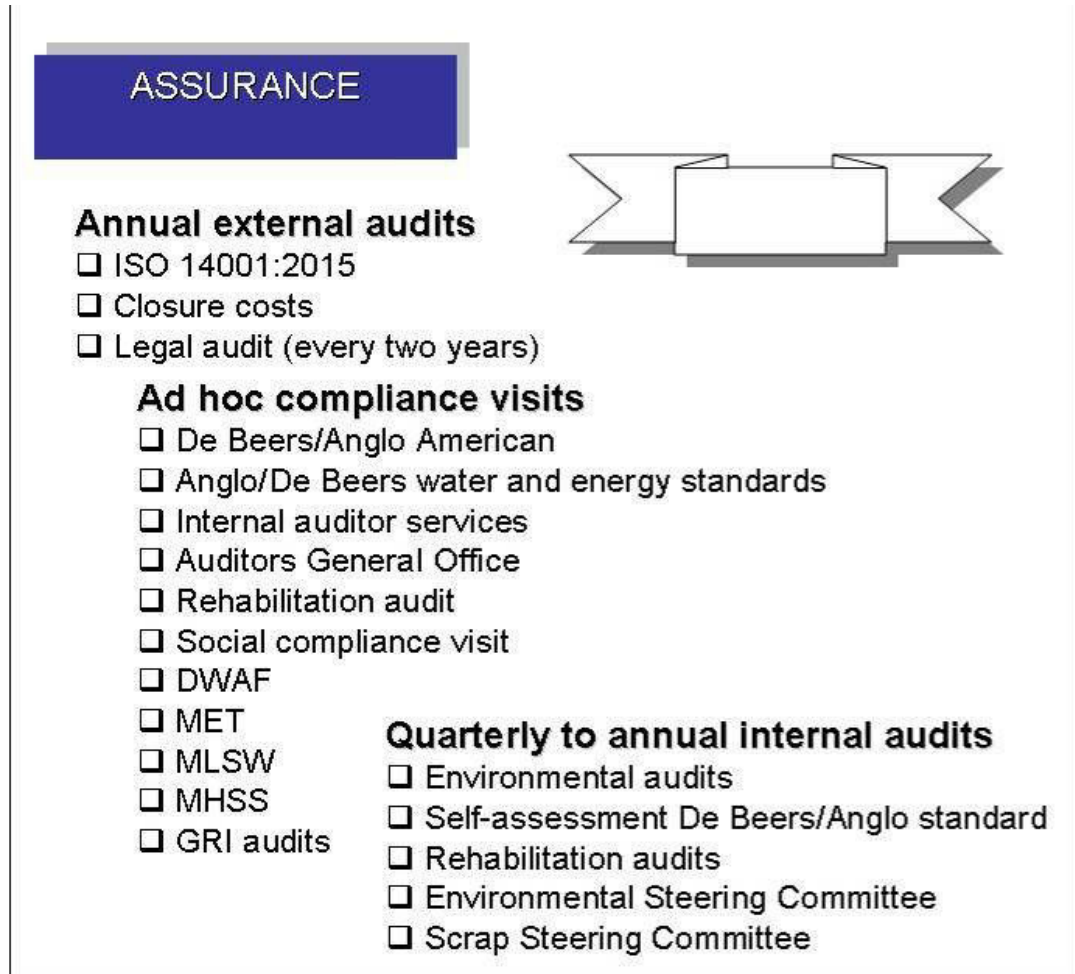 ASSURANCE
Annual external audits
❑ ISO 14001:2015
❑ Closure costs
❑ Legal audit (every two years)
Ad hoc compliance visits
❑ De Beers/Anglo American
❑ Anglo/De Beers water and energy standards
❑ Internal auditor services
❑ Auditors General Office
❑ Rehabilitation audit
❑ Social compliance visit
❑ DWAF
❑ MET
❑ MLSW
❑ MHSS
❑ GRI audits
Quarterly to annual internal audits
❑ Environmental audits
❑ Self-assessment De Beers/Anglo standard
❑ Rehabilitation audits
❑ Environmental Steering Committee
❑ Scrap Steering Committee